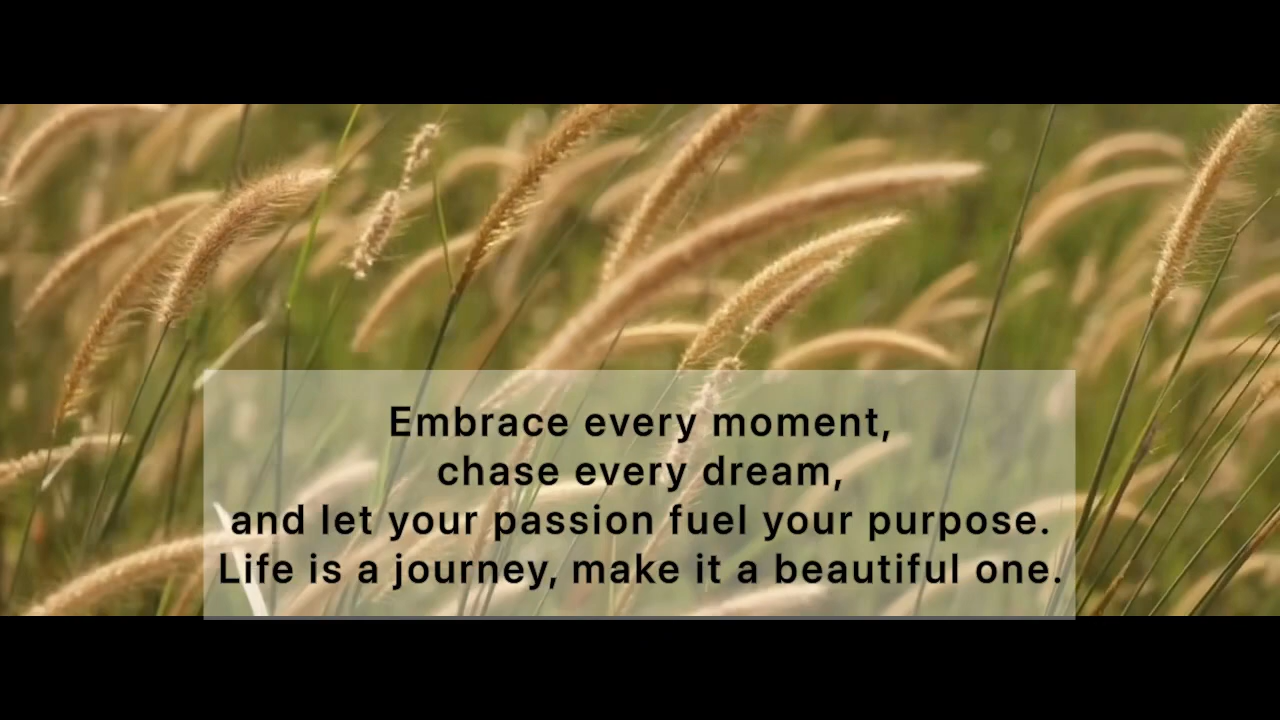 Embrace every moment,
chase every dream,
and let your passion fuel your purpose.
Life is a journey, make it a beautiful one.